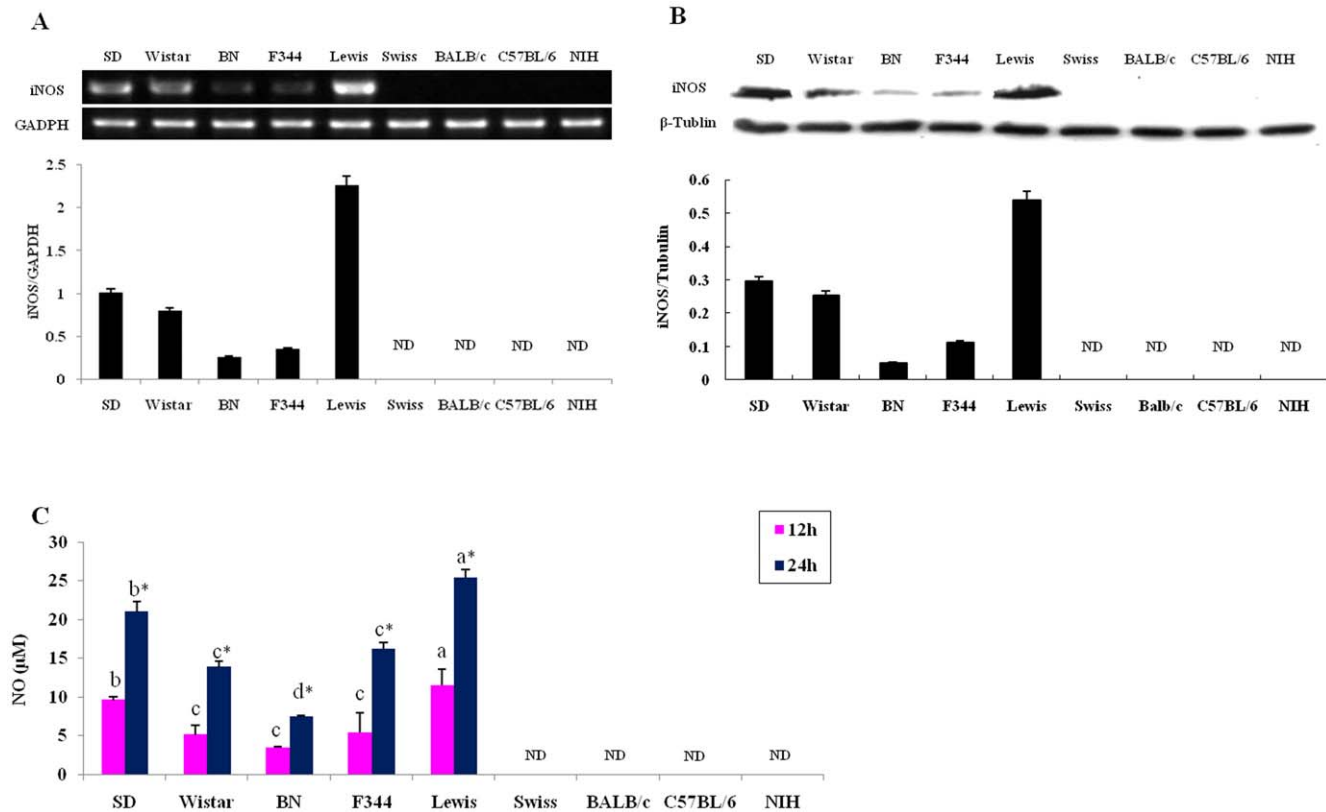 A
SD Wistar BN F344 Lewis Swiss BALB/c C57BL/6 NIH
iNOS
GADPH
2.5
2
1.5
1
0.5
0
iNOS/GAPDH
ND ND ND ND
SD Wistar BN F344 Lewis Swiss BALB/c C57BL/6 NIH
B
SD Wistar BN F344 Lewis Swiss BALB/c C57BL/6 NIH
iNOS
β-Tublin
0.6
0.5
0.4
0.3
0.2
0.1
0
iNOS/Tubulin
ND ND ND ND
SD Wistar BN F344 Lewis Swiss Balb/c C57BL/6 NIH
C
12h
24h
30
25
20
15
10
5
0
NO (μM)
b b* c c* c d* c c* a a*
ND ND ND ND
SD Wistar BN F344 Lewis Swiss BALB/c C57BL/6 NIH